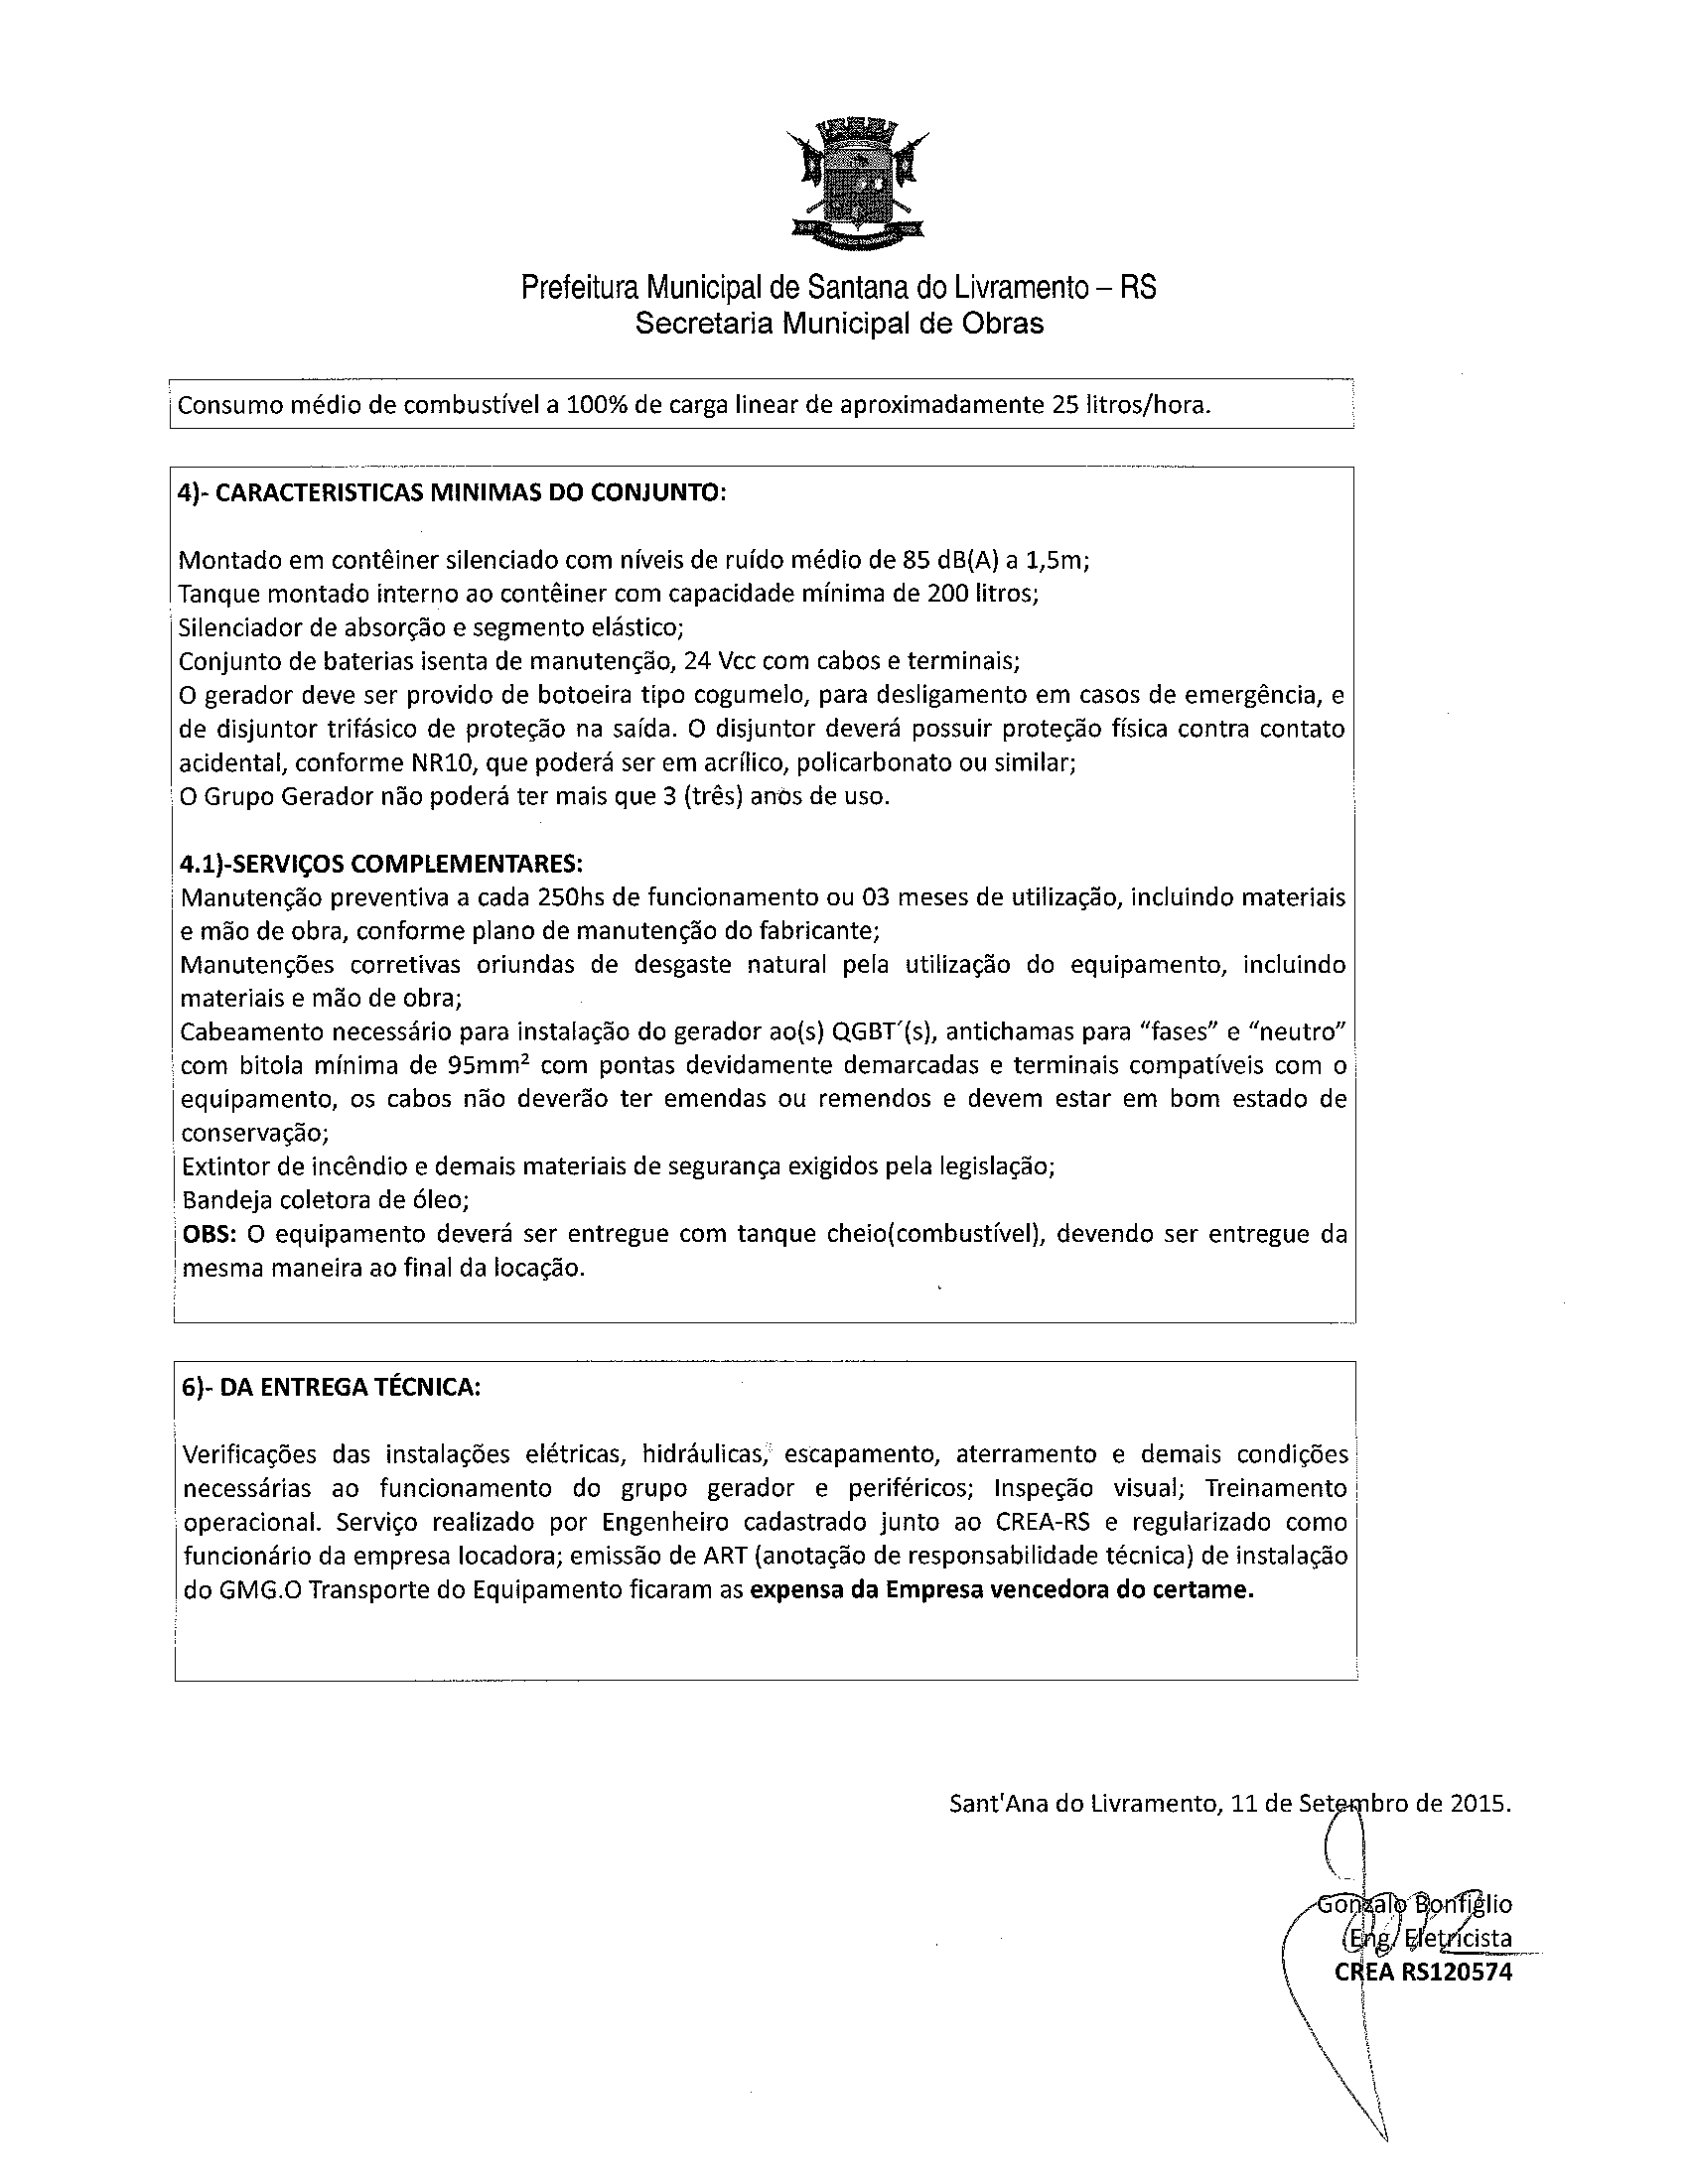 Prefeitura Municipal de Santana do Livramento – RS
Secretaria Municipal de Obras
Consumo médio de combustível a 100% de carga linear de aproximadamente 25 litros/hora.
4)- CARACTERISTICAS MINIMAS DO CONJUNTO:
Montado em contêiner silenciado com níveis de ruído médio de 85 dB(A) a 1,5m;
Tanque montado interno ao contêiner com capacidade mínima de 200 litros;
Silenciador de absorção e segmento elástico;
Conjunto de baterias isenta de manutenção, 24 Vcc com cabos e terminais;
O gerador deve ser provido de botoeira tipo cogumelo, para desligamento em casos de emergência, e
de disjuntor trifásico de proteção na saída. O disjuntor deverá possuir proteção física contra contato
acidental, conforme NR10, que poderá ser em acrílico, policarbonato ou similar;
O Grupo Gerador não poderá ter mais que 3 (três) anos de uso.
4.1)-SERVIÇOS COMPLEMENTARES:
Manutenção preventiva a cada 250hs de funcionamento ou 03 meses de utilização, incluindo materiais
e mão de obra, conforme plano de manutenção do fabricante;
Manutenções corretivas oriundas de desgaste natural pela utilização do equipamento, incluindo
materiais e mão de obra;
Cabeamento necessário para instalação do gerador ao(s) QGBT´(s), antichamas para "fases" e "neutro"
com bitola mínima de 95mm² com pontas devidamente demarcadas e terminais compatíveis com o
equipamento, os cabos não deverão ter emendas ou remendos e devem estar em bom estado de
conservação;
Extintor de incêndio e demais materiais de segurança exigidos pela legislação;
Bandeja coletora de óleo;
OBS: O equipamento deverá ser entregue com tanque cheio(combustível), devendo ser entregue da
mesma maneira ao final da locação.
6)- DA ENTREGA TÉCNICA:
Verificações das instalações elétricas, hidráulicas, escapamento, aterramento e demais condições
necessárias ao funcionamento do grupo gerador e periféricos; Inspeção visual; Treinamento
operacional. Serviço realizado por Engenheiro cadastrado junto ao CREA-RS e regularizado como
funcionário da empresa locadora; emissão de ART (anotação de responsabilidade técnica) de instalação
do GMG.O Transporte do Equipamento ficaram as expensa da Empresa vencedora do certame.
Sant'Ana do Livramento, 11 de Setembro de 2015.
Gonzalo Bonfiglio
Eng. Eletricista
CREA RS120574